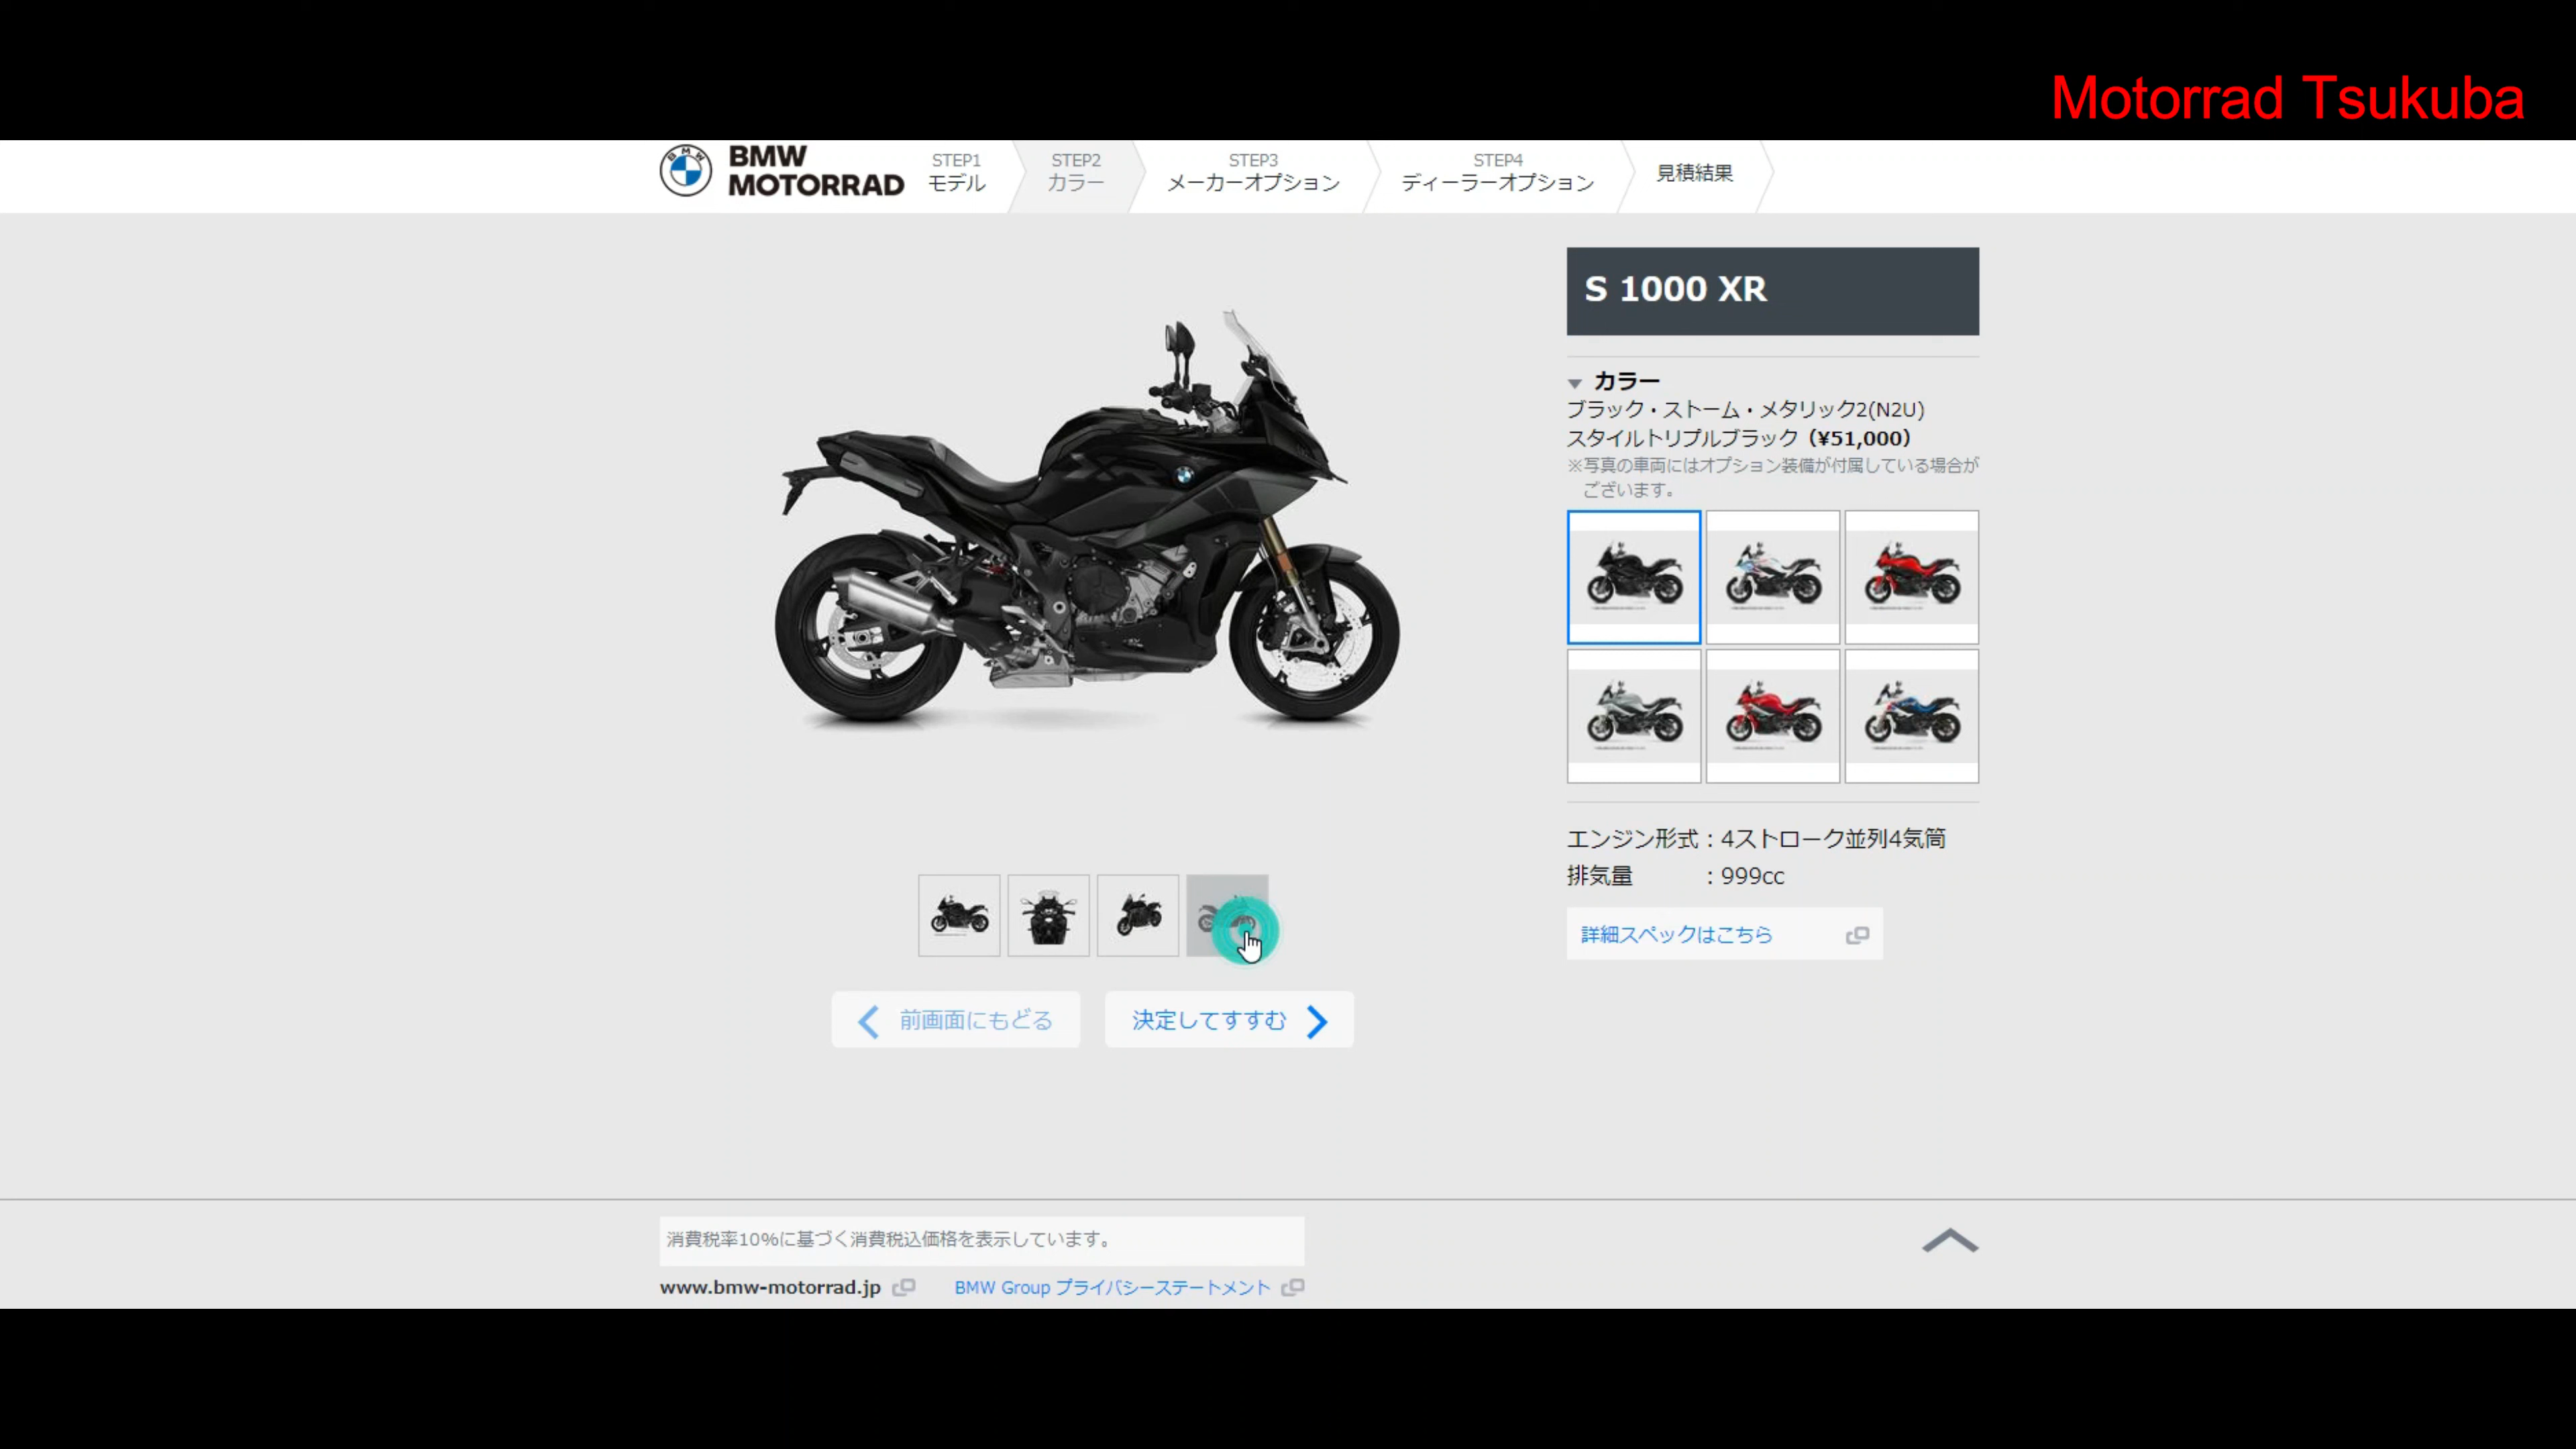 Motorrad Tsukuba
BMW
MOTORRAD
STEP1
モデル
STEP2
カラー
STEP3
メーカーオプション
STEP4
ディーラーオプション
見積結果
S 1000 XR
カラー
ブラック・ストーム・メタリック2(N2U)
スタイルトリプルブラック（¥51,000）
※写真の車両にはオプション装備が付属している場合が
ございます。
エンジン形式：4ストローク並列4気筒
排気量　　　：999cc
詳細スペックはこちら
前画面にもどる
決定してすすむ
消費税率10%に基づく消費税込価格を表示しています。
www.bmw-motorrad.jp
BMW Group プライバシーステートメント